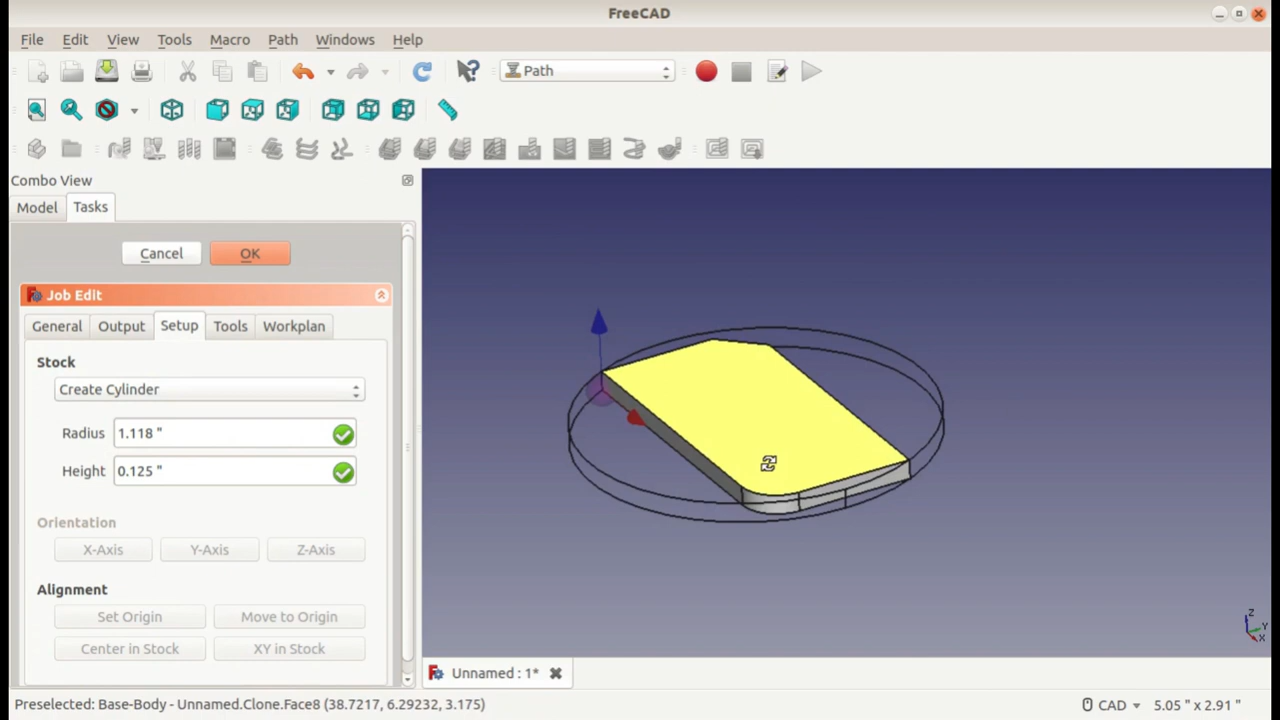 FreeCAD
File Edit View Tools Macro Path Windows Help
Path
Combo View
Model Tasks
Cancel OK
Job Edit
General Output Setup Tools Workplan
Stock
Create Cylinder
Radius 1.118 "
Height 0.125 "
Orientation
X-Axis Y-Axis Z-Axis
Alignment
Set Origin Move to Origin
Center in Stock XY in Stock
Z
Y
X
Unnamed : 1*
Preselected: Base-Body - Unnamed.Clone.Face8 (38.7217, 6.29232, 3.175) CAD 5.05 " x 2.91 "